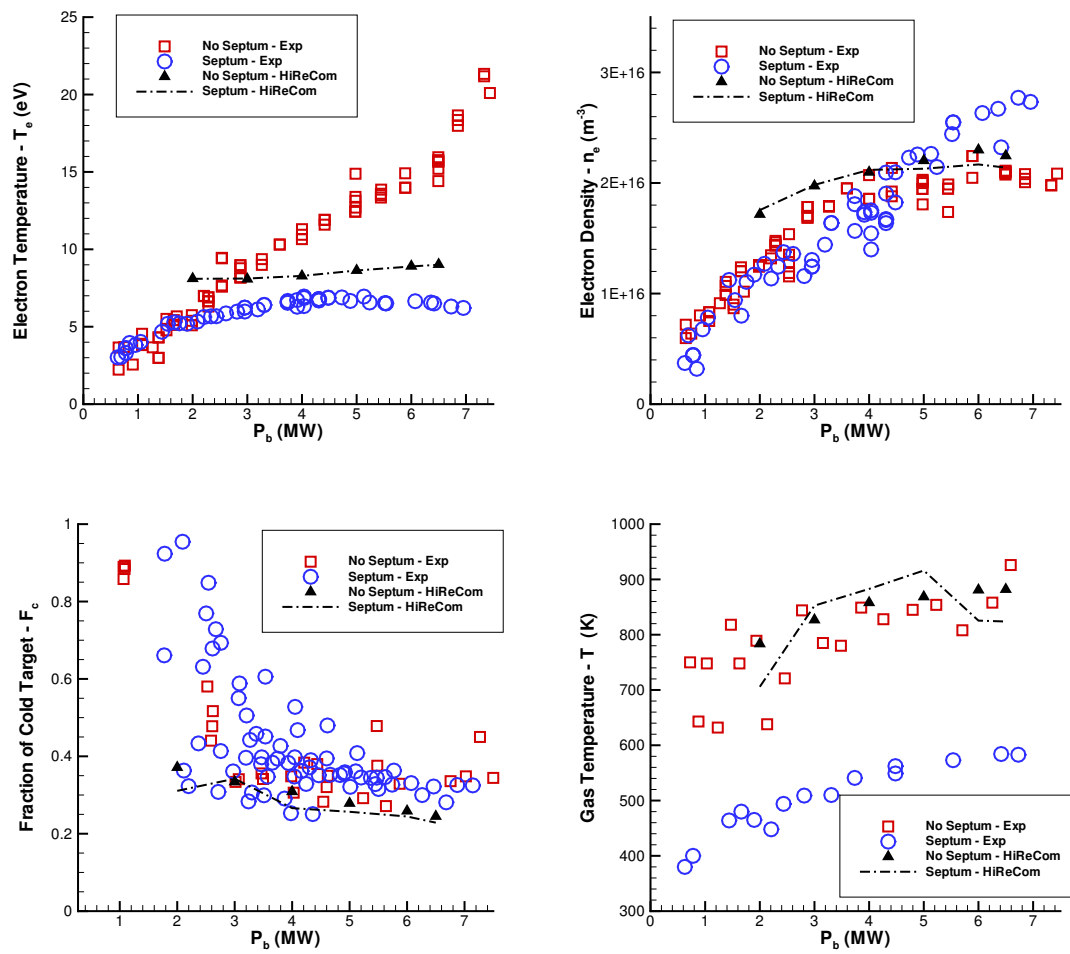 25
20
15
10
5
0
0 1 2 3 4 5 6 7
Electron Temperature - T_e (eV)
P_b (MW)
No Septum - Exp
Septum - Exp
No Septum - HiReCom
Septum - HiReCom
3E+16
2E+16
1E+16
0
0 1 2 3 4 5 6 7
Electron Density - n_e (m^-3)
P_b (MW)
No Septum - Exp
Septum - Exp
No Septum - HiReCom
Septum - HiReCom
1
0.8
0.6
0.4
0.2
0
1 2 3 4 5 6 7
Fraction of Cold Target - F_c
P_b (MW)
No Septum - Exp
Septum - Exp
No Septum - HiReCom
Septum - HiReCom
1000
900
800
700
600
500
400
300
0 1 2 3 4 5 6 7
Gas Temperature - T (K)
P_b (MW)
No Septum - Exp
Septum - Exp
No Septum - HiReCom
Septum - HiReCom